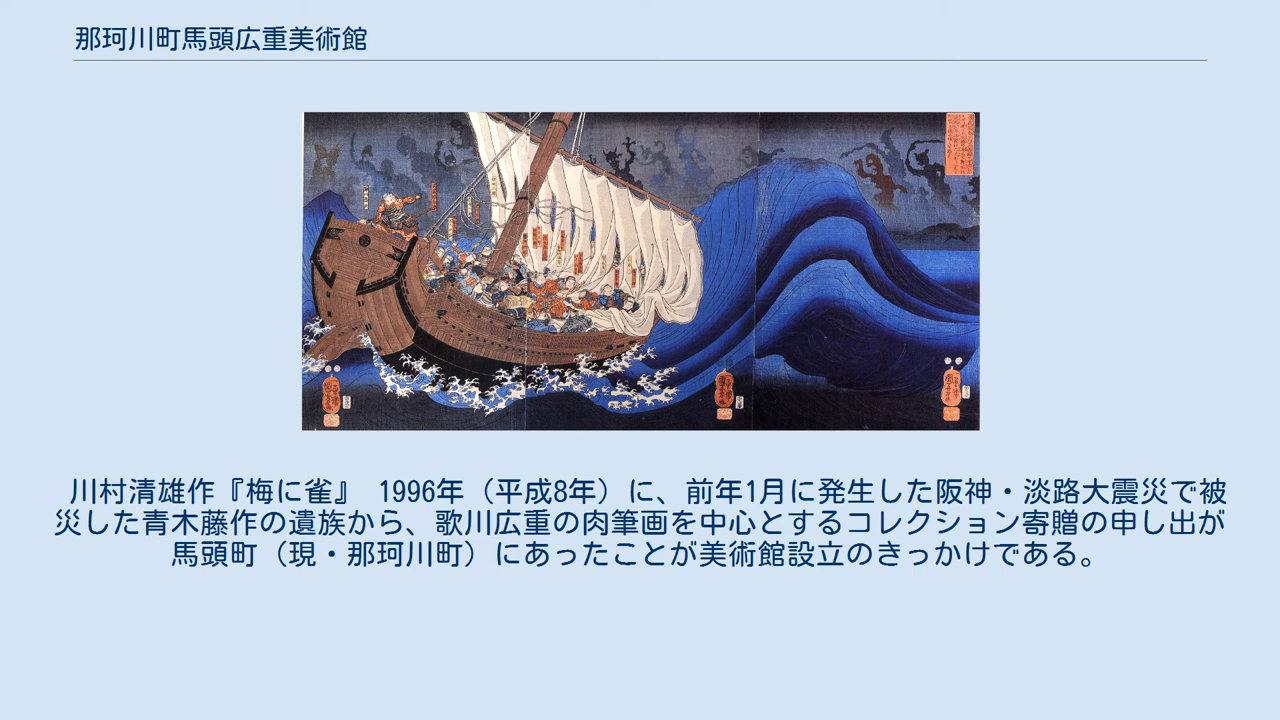 那珂川町馬頭広重美術館
川村清雄作『梅に雀』 1996年（平成8年）に、前年1月に発生した阪神・淡路大震災で被
災した青木藤作の遺族から、歌川広重の肉筆画を中心とするコレクション寄贈の申し出が
馬頭町（現・那珂川町）にあったことが美術館設立のきっかけである。